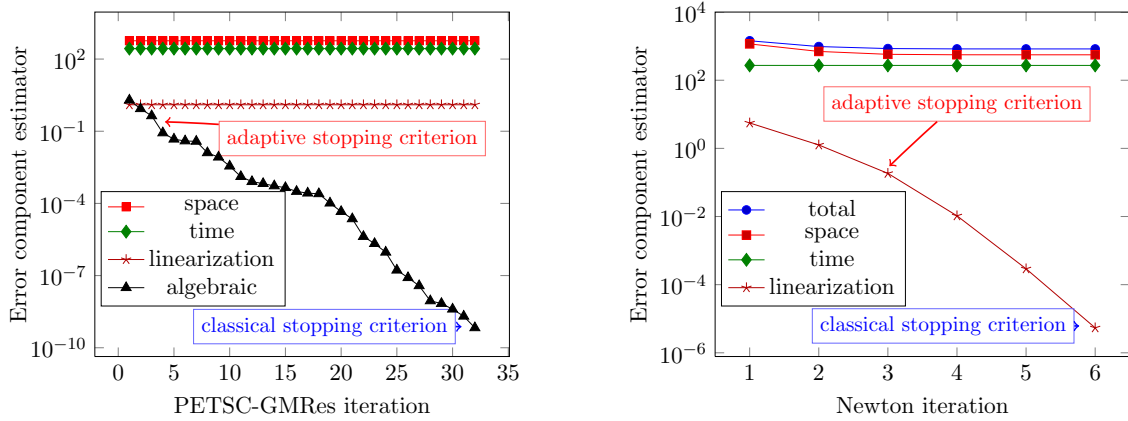 Error component estimator
10^2
10^−1
10^−4
10^−7
10^−10
adaptive stopping criterion
space
time
linearization
algebraic
classical stopping criterion
0 5 10 15 20 25 30 35
PETSC-GMRes iteration
Error component estimator
10^4
10^2
10^0
10^−2
10^−4
10^−6
adaptive stopping criterion
total
space
time
linearization
classical stopping criterion
1 2 3 4 5 6
Newton iteration